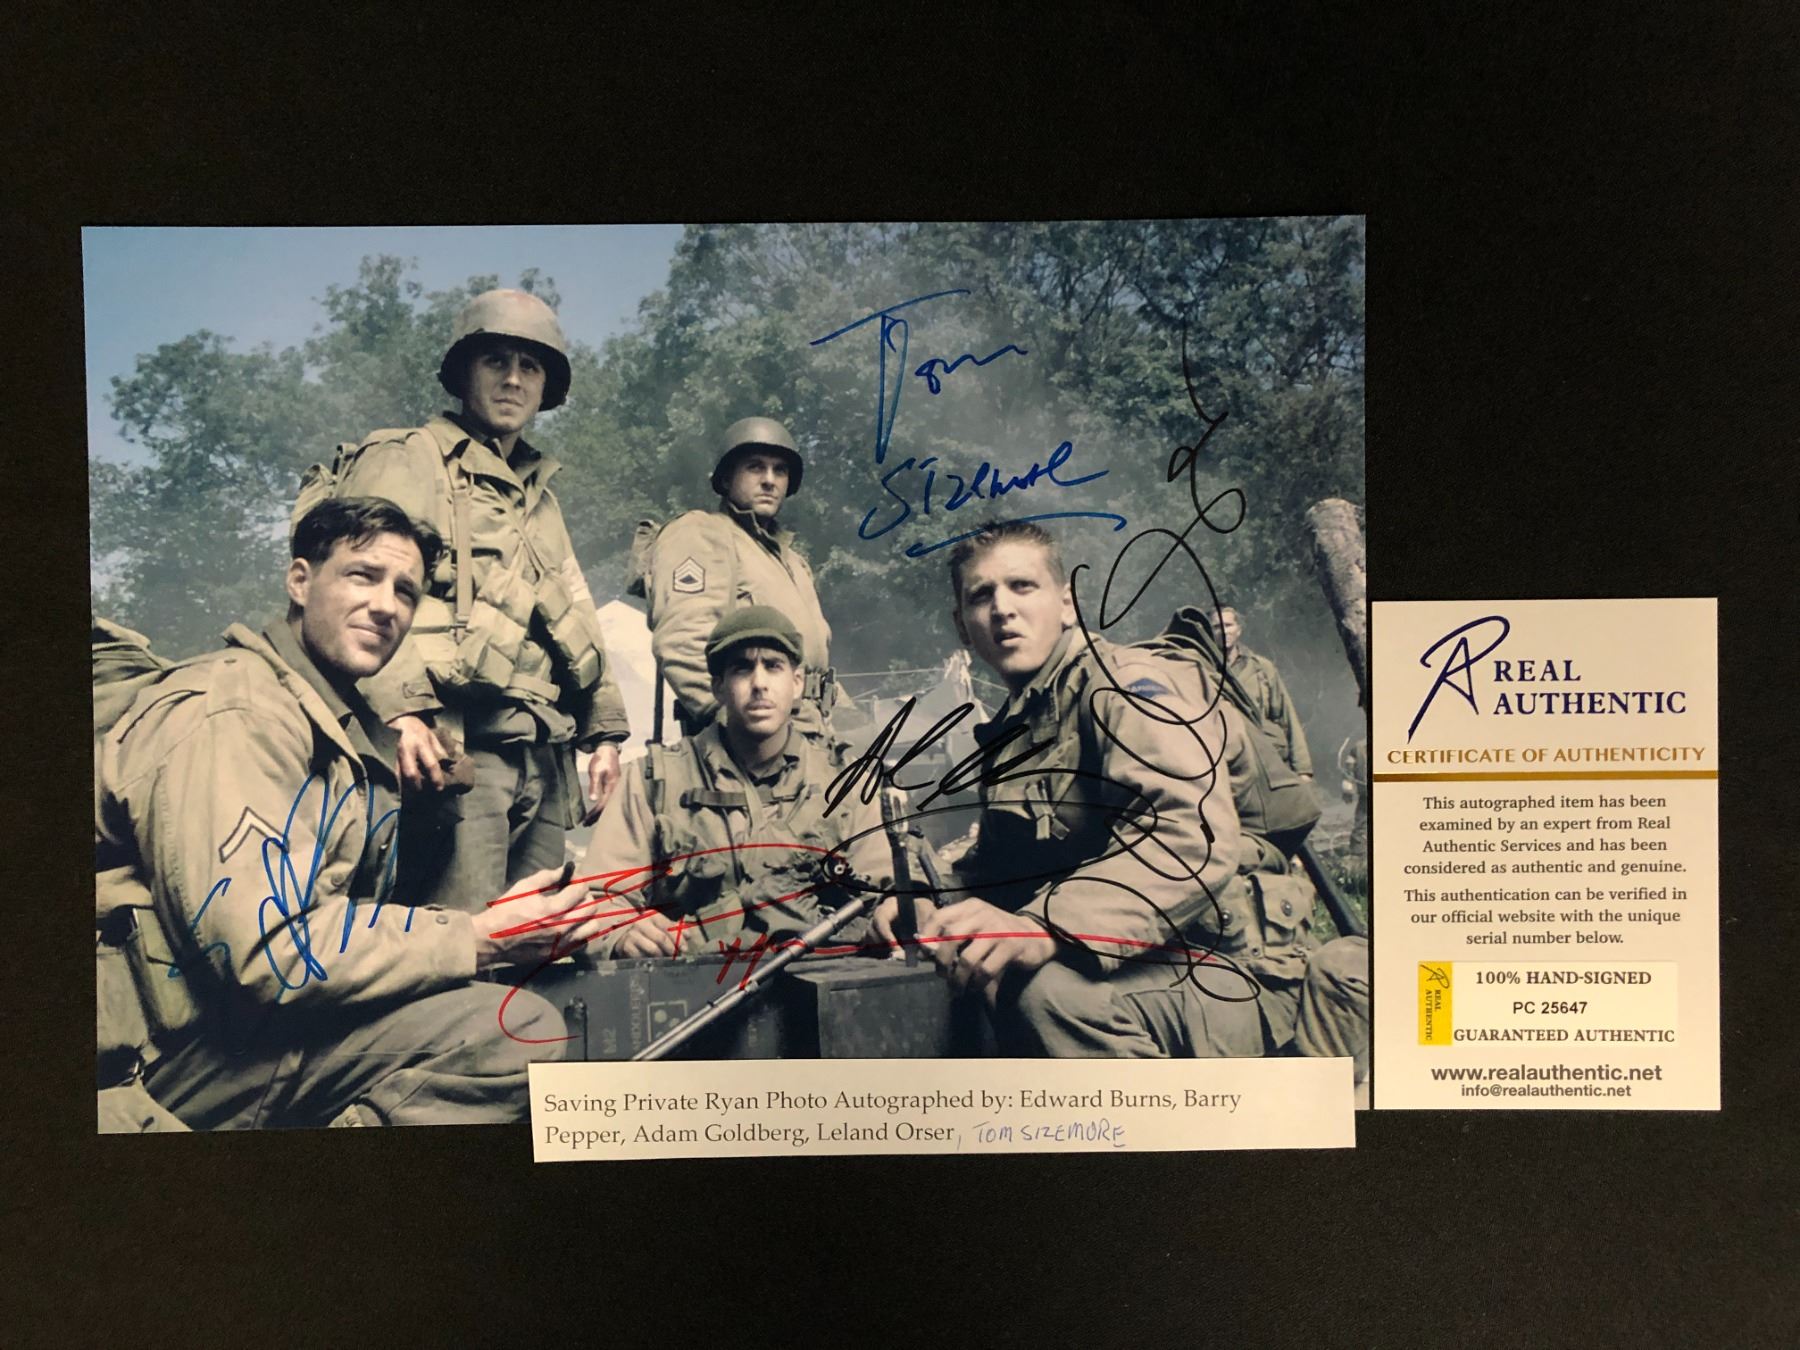 Tom
Sizemore
M2
Saving Private Ryan Photo Autographed by: Edward Burns, Barry
Pepper, Adam Goldberg, Leland Orser, TOM SIZEMORE
REAL
AUTHENTIC
CERTIFICATE OF AUTHENTICITY
This autographed item has been
examined by an expert from Real
Authentic Services and has been
considered as authentic and genuine.
This authentication can be verified in
our official website with the unique
serial number below.
REAL
AUTHENTIC
100% HAND-SIGNED
PC 25647
GUARANTEED AUTHENTIC
www.realauthentic.net
info@realauthentic.net